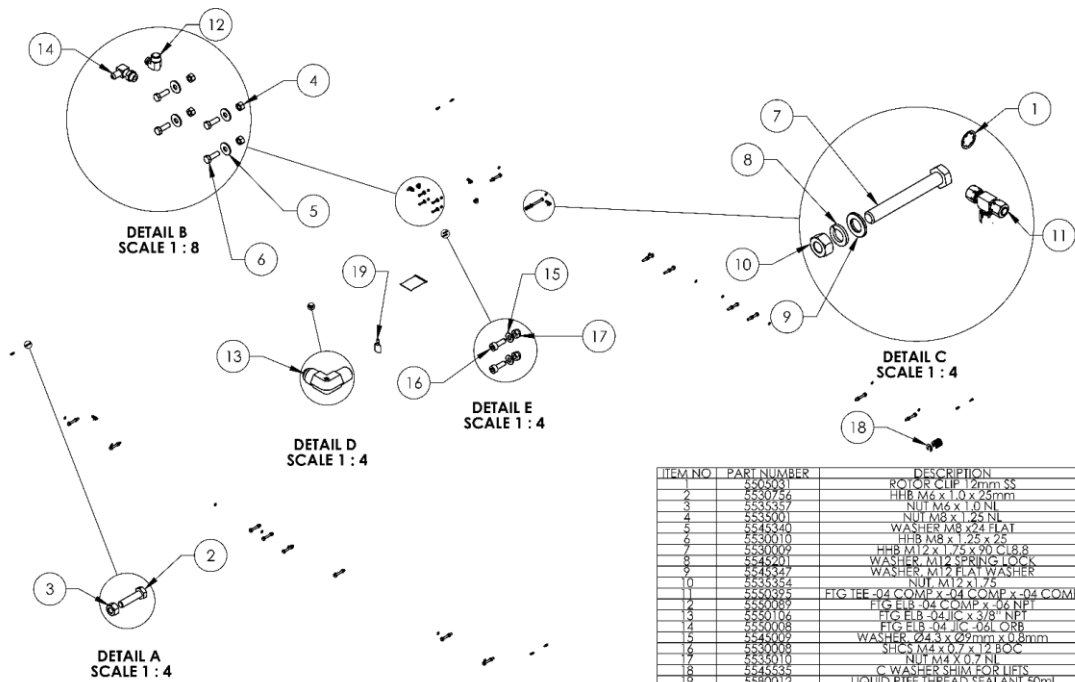 12
14
4
5
6
DETAIL B
SCALE 1 : 8
7
1
8
10
9
11
DETAIL C
SCALE 1 : 4
19
15
13
16
17
DETAIL D
SCALE 1 : 4
DETAIL E
SCALE 1 : 4
18
3
2
DETAIL A
SCALE 1 : 4
ITEM NO PART NUMBER DESCRIPTION
1 5505031 ROTOR CLIP 12mm SS
2 5530756 HHB M6 x 1.0 x 25mm
3 5535357 NUT M6 x 1.0 NL
4 5535001 NUT M8 x 1.25 NL
5 5545340 WASHER M8 x24 FLAT
6 5530010 HHB M8 x 1.25 x 25
7 5530009 HHB M12 x 1.75 x 90 CL8.8
8 5545201 WASHER, M12 SPRING LOCK
9 5545347 WASHER, M12 FLAT WASHER
10 5535354 NUT, M12 x1.75
11 5550395 FTG TEE -04 COMP x -04 COMP x -04 COM
12 5550089 FTG ELB -04 COMP x -06 NPT
13 5550106 FTG ELB -04JIC x 3/8" NPT
14 5550008 FTG ELB -04 JIC -06L ORB
15 5545009 WASHER, Ø4.3 x Ø9mm x 0.8mm
16 5530008 SHCS M4 x 0.7 x 12 BOC
17 5535010 NUT M4 X 0.7 NL
18 5545535 C WASHER SHIM FOR LIFTS
19 5590012 LIQUID PTFE THREAD SEALANT 50ml